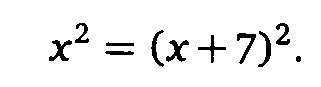 x² = (x+7)².